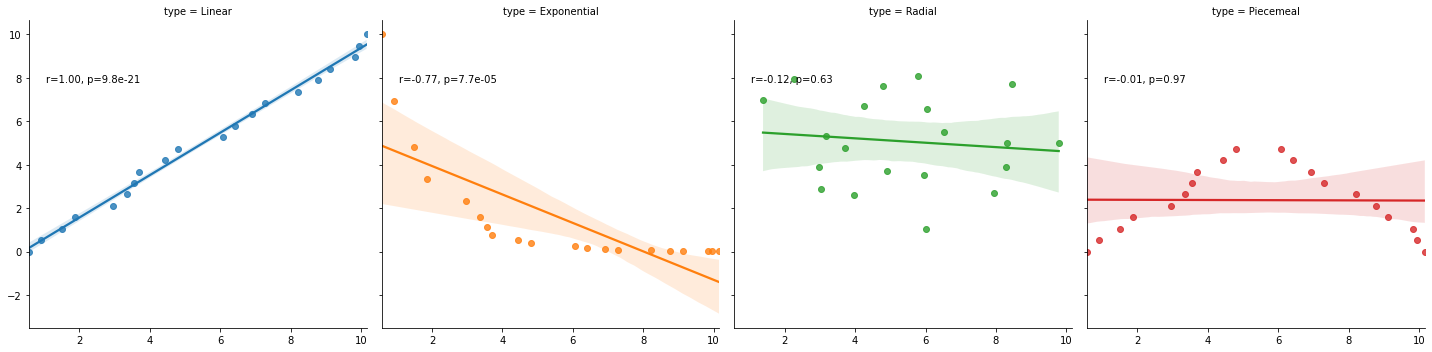 type = Linear
type = Exponential
type = Radial
type = Piecemeal
10
8
6
4
2
0
−2
r=1.00, p=9.8e-21
r=-0.77, p=7.7e-05
r=-0.12, p=0.63
r=-0.01, p=0.97
2 4 6 8 10
2 4 6 8 10
2 4 6 8 10
2 4 6 8 10